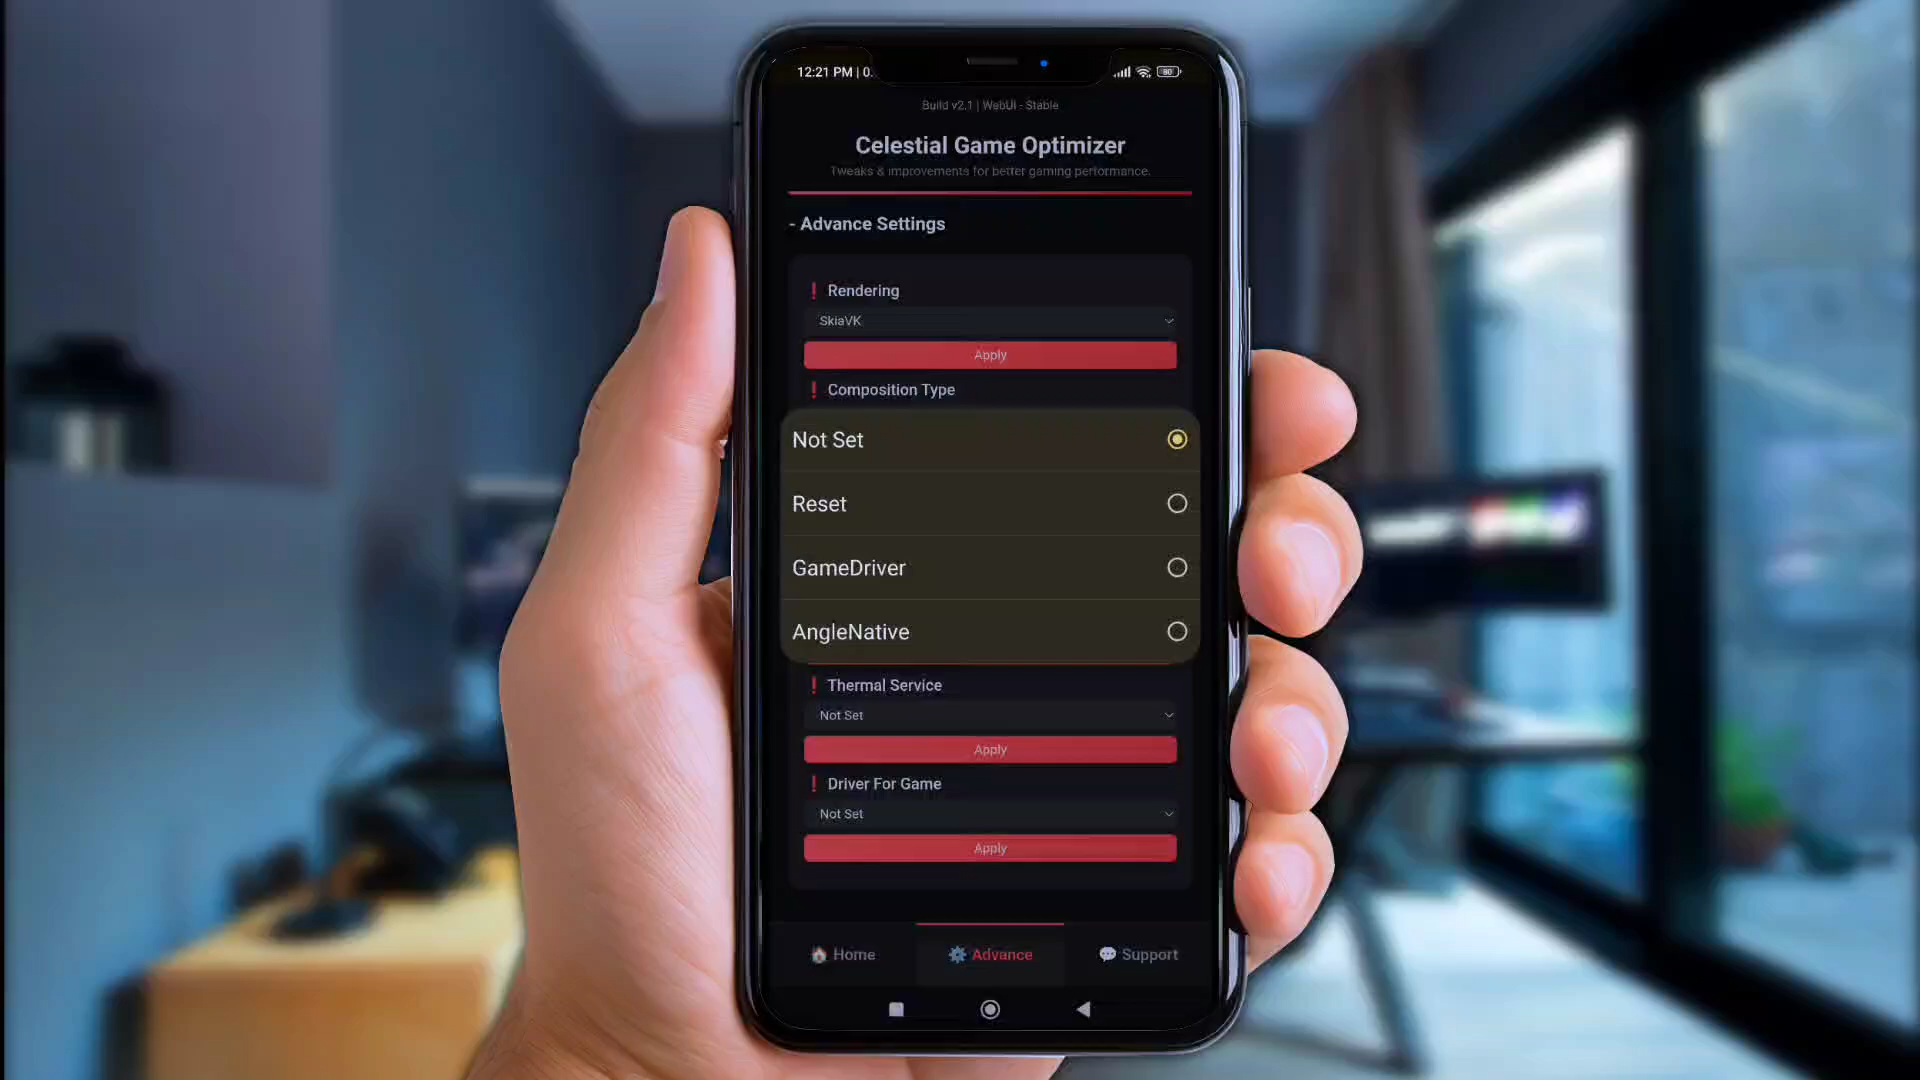 12:21 PM | 0.
80
Build v2.1 | WebUI - Stable
Celestial Game Optimizer
Tweaks & improvements for better gaming performance.
- Advance Settings
❗ Rendering
SkiaVK
Apply
❗ Composition Type
Not Set
Reset
GameDriver
AngleNative
❗ Thermal Service
Not Set
Apply
❗ Driver For Game
Not Set
Apply
🏠 Home
⚙️ Advance
💬 Support